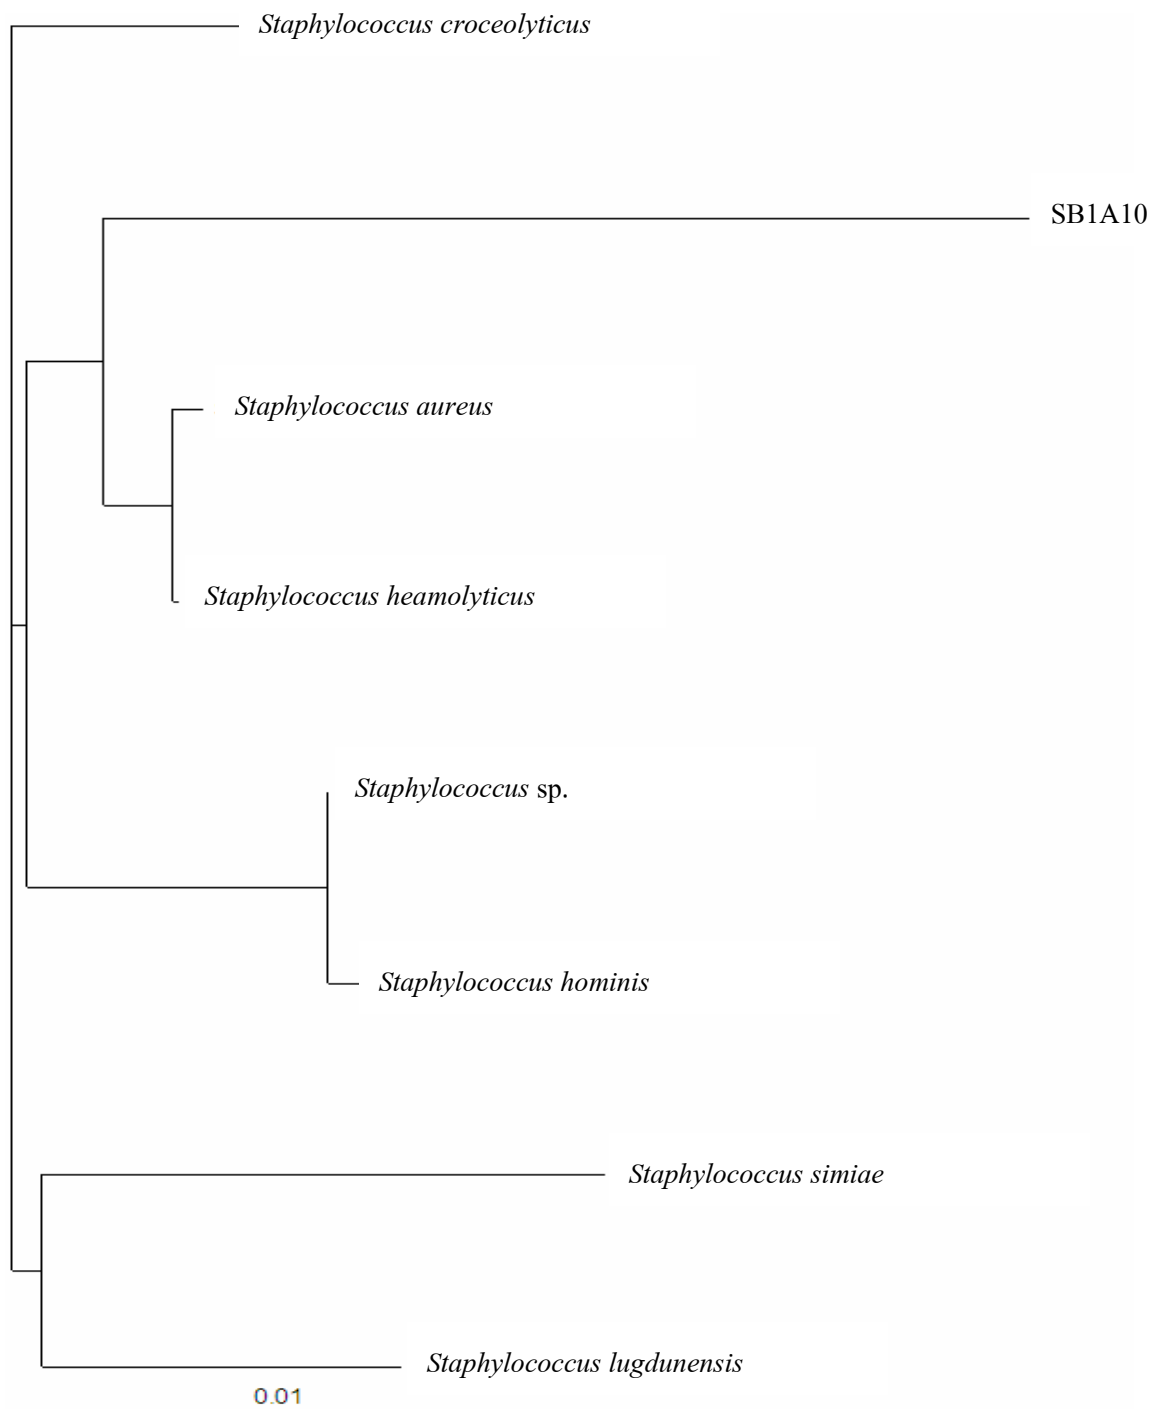 Staphylococcus croceolyticus
SB1A10
Staphylococcus aureus
Staphylococcus heamolyticus
Staphylococcus sp.
Staphylococcus hominis
Staphylococcus simiae
Staphylococcus lugdunensis
0.01